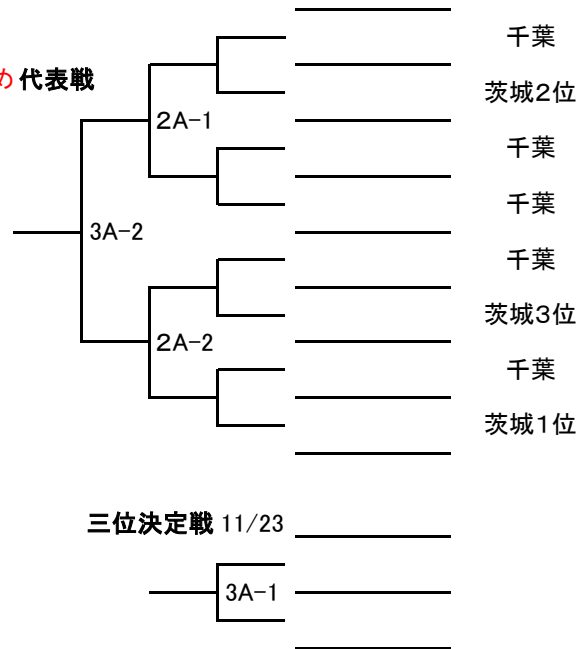 千葉
め 代表戦
茨城2位
2A-1
千葉
千葉
3A-2
千葉
茨城3位
2A-2
千葉
茨城1位
三位決定戦 11/23
3A-1